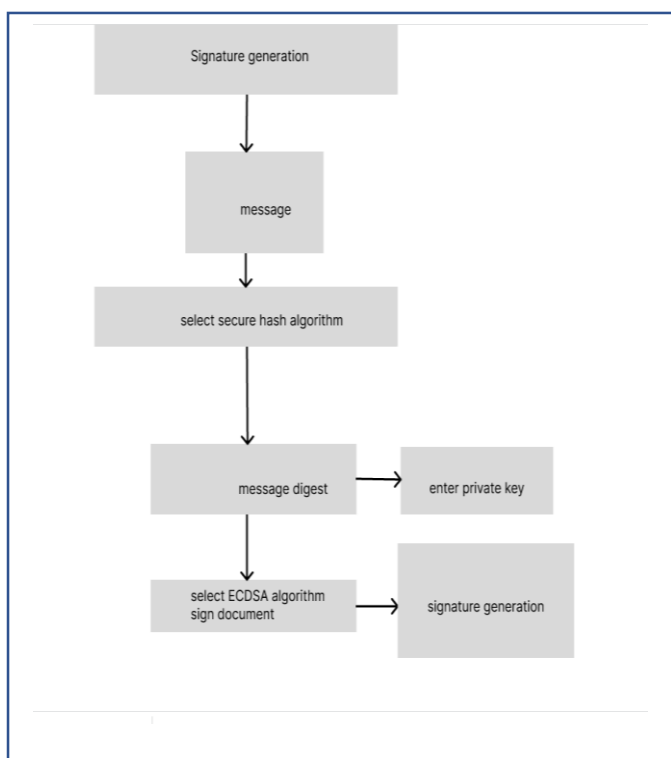 Signature generation
message
select secure hash algorithm
message digest
enter private key
select ECDSA algorithm
sign document
signature generation